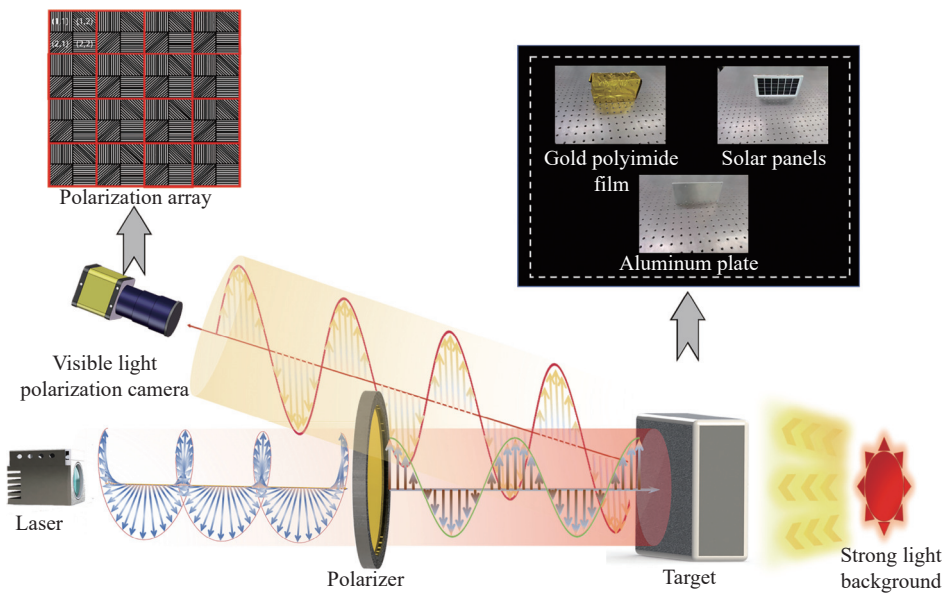 (1,1) (1,2)
(2,1) (2,2)
Polarization array
Gold polyimide
film
Solar panels
Aluminum plate
Visible light
polarization camera
Laser
Polarizer
Target
Strong light
background